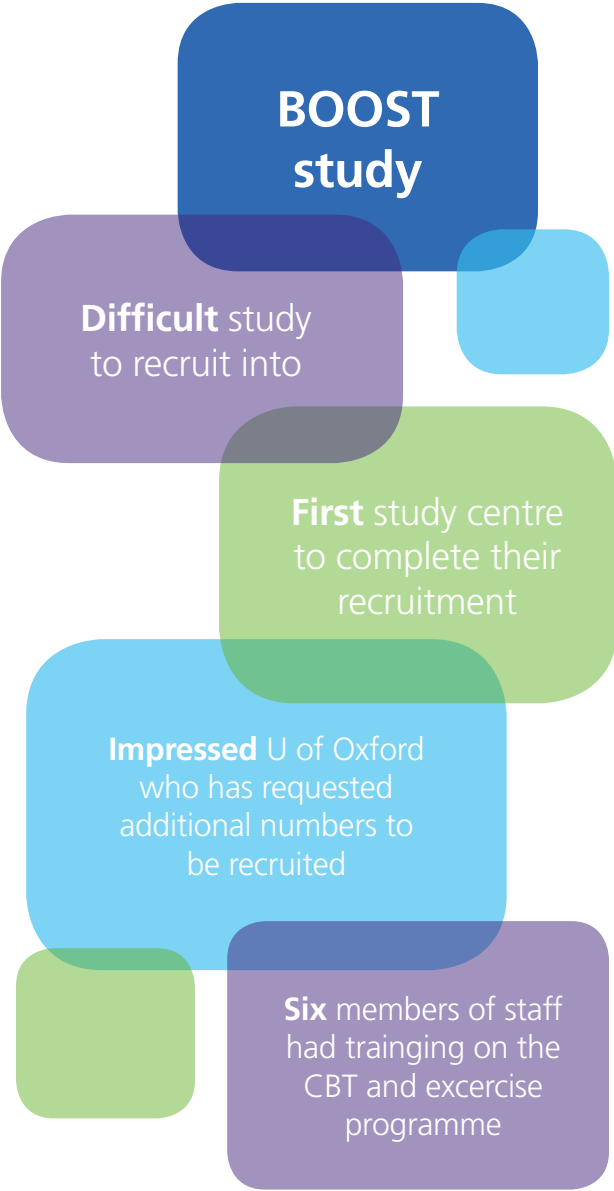 BOOST
study
Difficult study
to recruit into
First study centre
to complete their
recruitment
Impressed U of Oxford
who has requested
additional numbers to
be recruited
Six members of staff
had trainging on the
CBT and excercise
programme